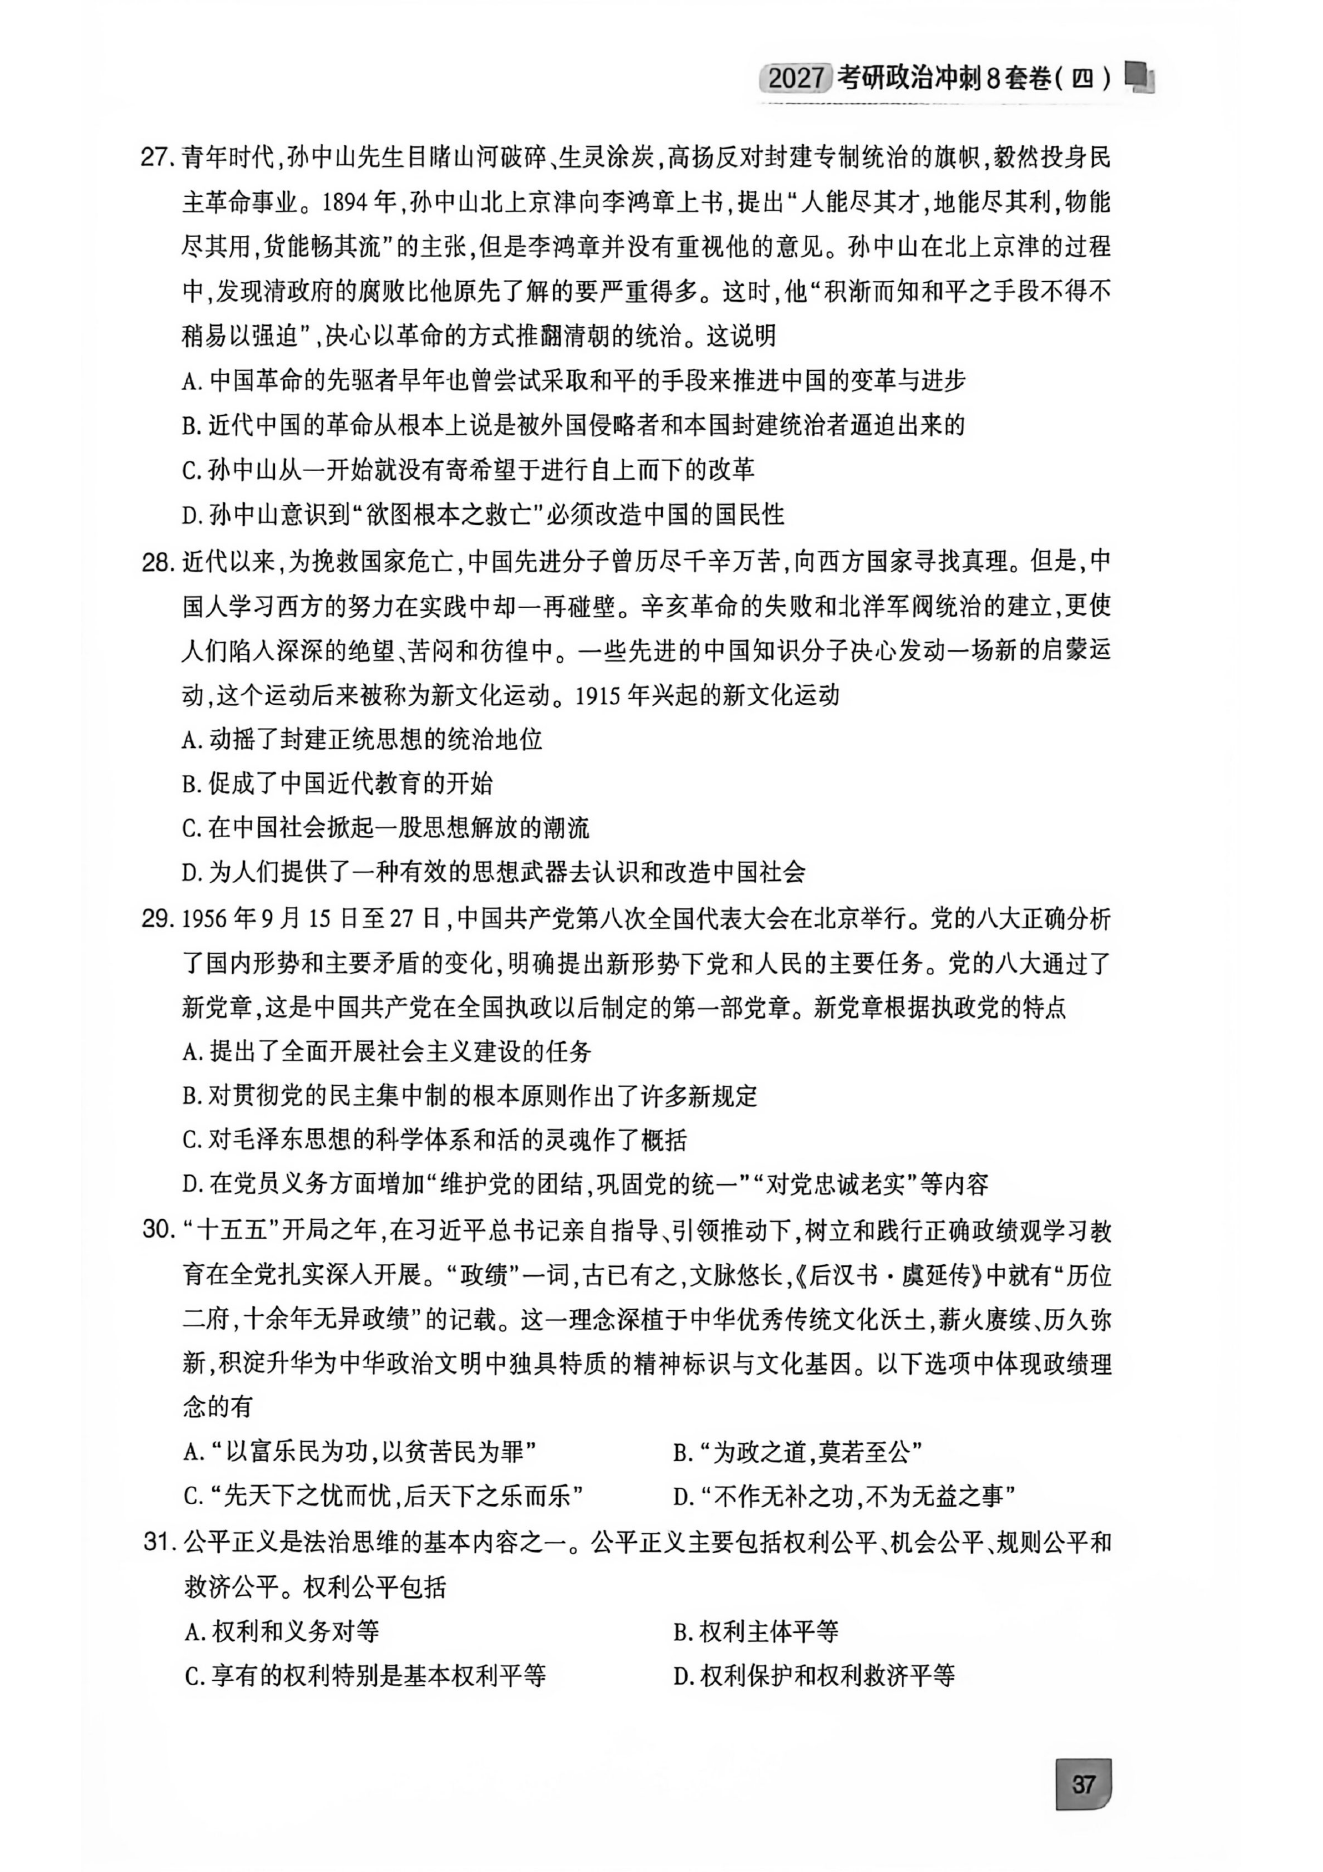 2027 考研政治冲刺8套卷(四)
27. 青年时代,孙中山先生目睹山河破碎、生灵涂炭,高扬反对封建专制统治的旗帜,毅然投身民
主革命事业。1894年,孙中山北上京津向李鸿章上书,提出“人能尽其才,地能尽其利,物能
尽其用,货能畅其流”的主张,但是李鸿章并没有重视他的意见。孙中山在北上京津的过程
中,发现清政府的腐败比他原先了解的要严重得多。这时,他“积渐而知和平之手段不得不
稍易以强迫”,决心以革命的方式推翻清朝的统治。这说明
A. 中国革命的先驱者早年也曾尝试采取和平的手段来推进中国的变革与进步
B. 近代中国的革命从根本上说是被外国侵略者和本国封建统治者逼迫出来的
C. 孙中山从一开始就没有寄希望于进行自上而下的改革
D. 孙中山意识到“欲图根本之救亡”必须改造中国的国民性
28. 近代以来,为挽救国家危亡,中国先进分子曾历尽千辛万苦,向西方国家寻找真理。但是,中
国人学习西方的努力在实践中却一再碰壁。辛亥革命的失败和北洋军阀统治的建立,更使
人们陷入深深的绝望、苦闷和彷徨中。一些先进的中国知识分子决心发动一场新的启蒙运
动,这个运动后来被称为新文化运动。1915年兴起的新文化运动
A. 动摇了封建正统思想的统治地位
B. 促成了中国近代教育的开始
C. 在中国社会掀起一股思想解放的潮流
D. 为人们提供了一种有效的思想武器去认识和改造中国社会
29. 1956年9月15日至27日,中国共产党第八次全国代表大会在北京举行。党的八大正确分析
了国内形势和主要矛盾的变化,明确提出新形势下党和人民的主要任务。党的八大通过了
新党章,这是中国共产党在全国执政以后制定的第一部党章。新党章根据执政党的特点
A. 提出了全面开展社会主义建设的任务
B. 对贯彻党的民主集中制的根本原则作出了许多新规定
C. 对毛泽东思想的科学体系和活的灵魂作了概括
D. 在党员义务方面增加“维护党的团结,巩固党的统一”“对党忠诚老实”等内容
30. “十五五”开局之年,在习近平总书记亲自指导、引领推动下,树立和践行正确政绩观学习教
育在全党扎实深入开展。“政绩”一词,古已有之,文脉悠长,《后汉书·虞延传》中就有“历位
二府,十余年无异政绩”的记载。这一理念深植于中华优秀传统文化沃土,薪火赓续、历久弥
新,积淀升华为中华政治文明中独具特质的精神标识与文化基因。以下选项中体现政绩理
念的有
A. “以富乐民为功,以贫苦民为罪” B. “为政之道,莫若至公”
C. “先天下之忧而忧,后天下之乐而乐” D. “不作无补之功,不为无益之事”
31. 公平正义是法治思维的基本内容之一。公平正义主要包括权利公平、机会公平、规则公平和
救济公平。权利公平包括
A. 权利和义务对等 B. 权利主体平等
C. 享有的权利特别是基本权利平等 D. 权利保护和权利救济平等
37